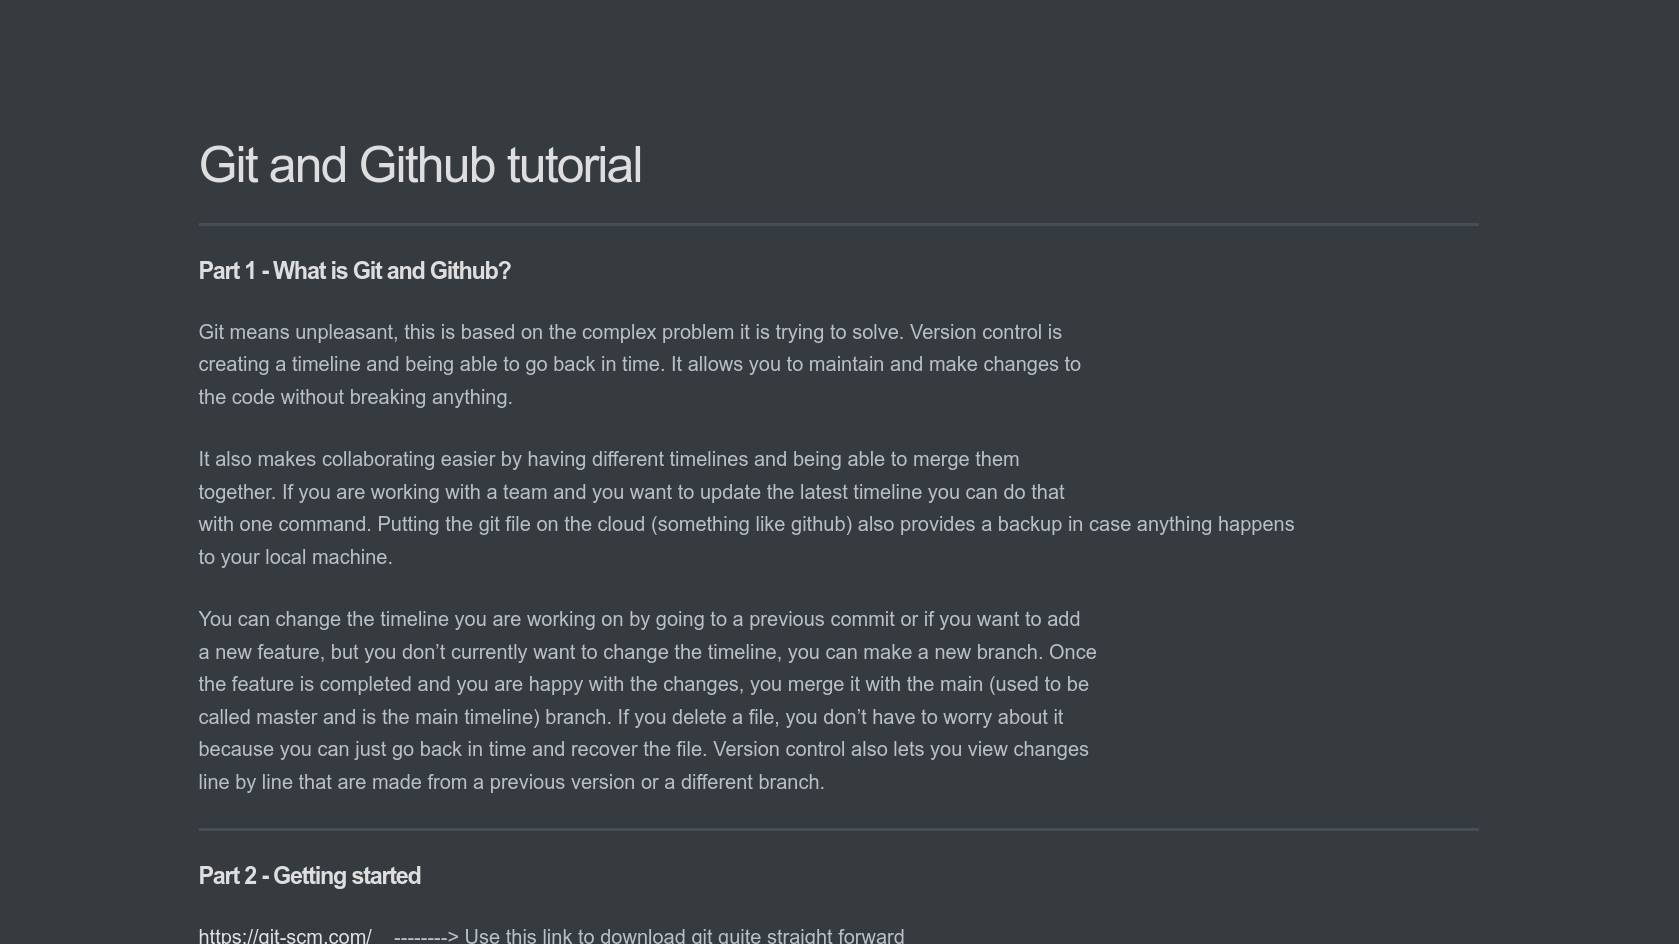 Git and Github tutorial
Part 1 - What is Git and Github?
Git means unpleasant, this is based on the complex problem it is trying to solve. Version control is
creating a timeline and being able to go back in time. It allows you to maintain and make changes to
the code without breaking anything.
It also makes collaborating easier by having different timelines and being able to merge them
together. If you are working with a team and you want to update the latest timeline you can do that
with one command. Putting the git file on the cloud (something like github) also provides a backup in case anything happens
to your local machine.
You can change the timeline you are working on by going to a previous commit or if you want to add
a new feature, but you don’t currently want to change the timeline, you can make a new branch. Once
the feature is completed and you are happy with the changes, you merge it with the main (used to be
called master and is the main timeline) branch. If you delete a file, you don’t have to worry about it
because you can just go back in time and recover the file. Version control also lets you view changes
line by line that are made from a previous version or a different branch.
Part 2 - Getting started
https://git-scm.com/ --------> Use this link to download git quite straight forward